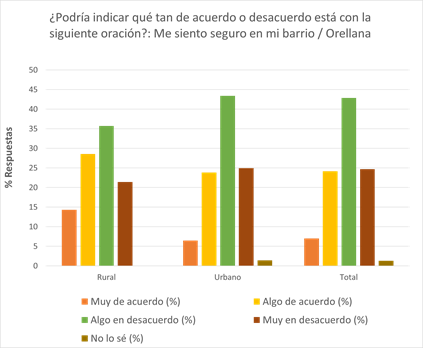 ¿Podría indicar qué tan de acuerdo o desacuerdo está con la
siguiente oración?: Me siento seguro en mi barrio / Orellana
50
45
40
35
30
25
20
15
10
5
0
% Respuestas
Rural Urbano Total
Muy de acuerdo (%) Algo de acuerdo (%)
Algo en desacuerdo (%) Muy en desacuerdo (%)
No lo sé (%)